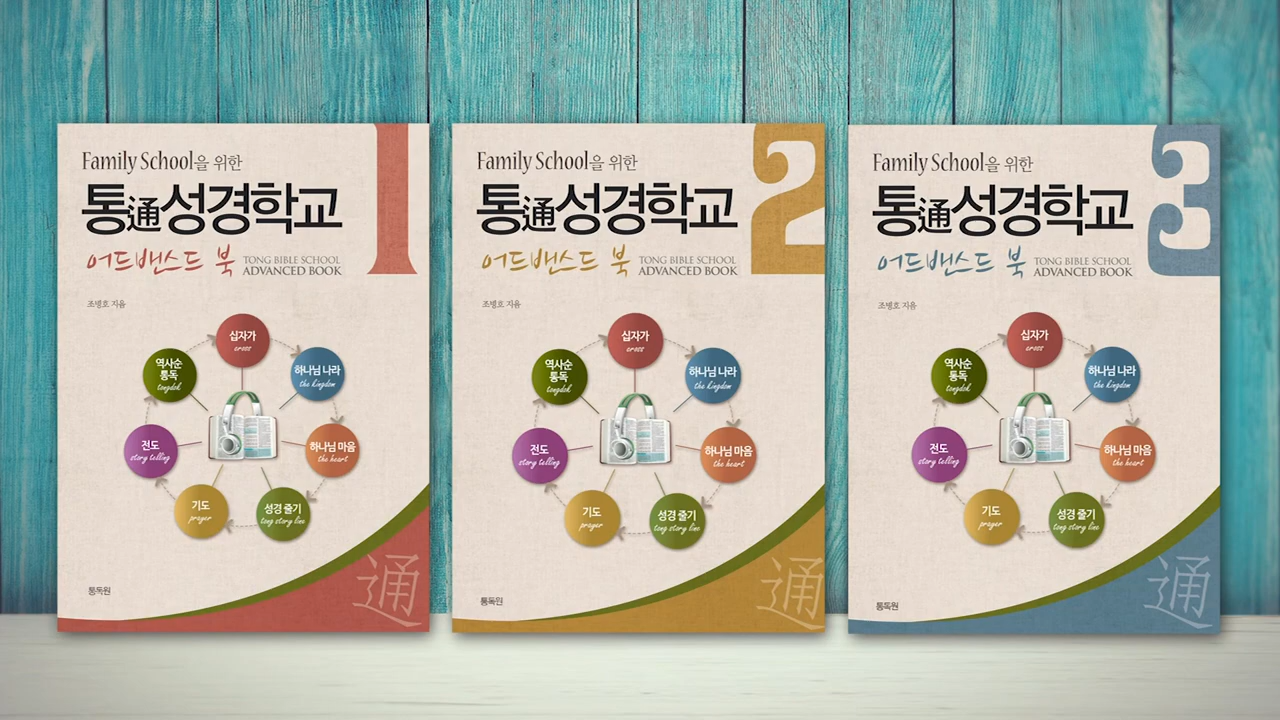 Family School을 위한
1
통通성경학교
어드밴스드 북
TONG BIBLE SCHOOL
ADVANCED BOOK
조병호 지음
십자가
cross
하나님 나라
the kingdom
하나님 마음
the heart
성경 줄기
tong story line
기도
prayer
전도
story telling
역사순
통독
tongdok
통독원
通
Family School을 위한
2
통通성경학교
어드밴스드 북
TONG BIBLE SCHOOL
ADVANCED BOOK
조병호 지음
십자가
cross
하나님 나라
the kingdom
하나님 마음
the heart
성경 줄기
tong story line
기도
prayer
전도
story telling
역사순
통독
tongdok
통독원
通
Family School을 위한
3
통通성경학교
어드밴스드 북
TONG BIBLE SCHOOL
ADVANCED BOOK
조병호 지음
십자가
cross
하나님 나라
the kingdom
하나님 마음
the heart
성경 줄기
tong story line
기도
prayer
전도
story telling
역사순
통독
tongdok
통독원
通